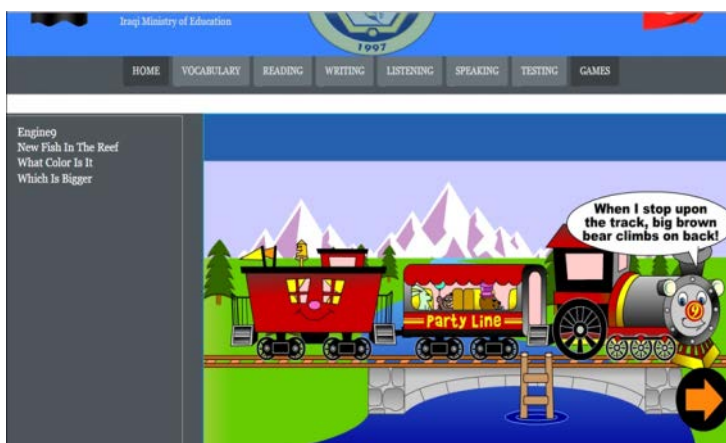 Iraqi Ministry of Education
1997
HOME VOCABULARY READING WRITING LISTENING SPEAKING TESTING GAMES
Engine9
New Fish In The Reef
What Color Is It
Which Is Bigger
When I stop upon
the track, big brown
bear climbs on back!
Party Line
9